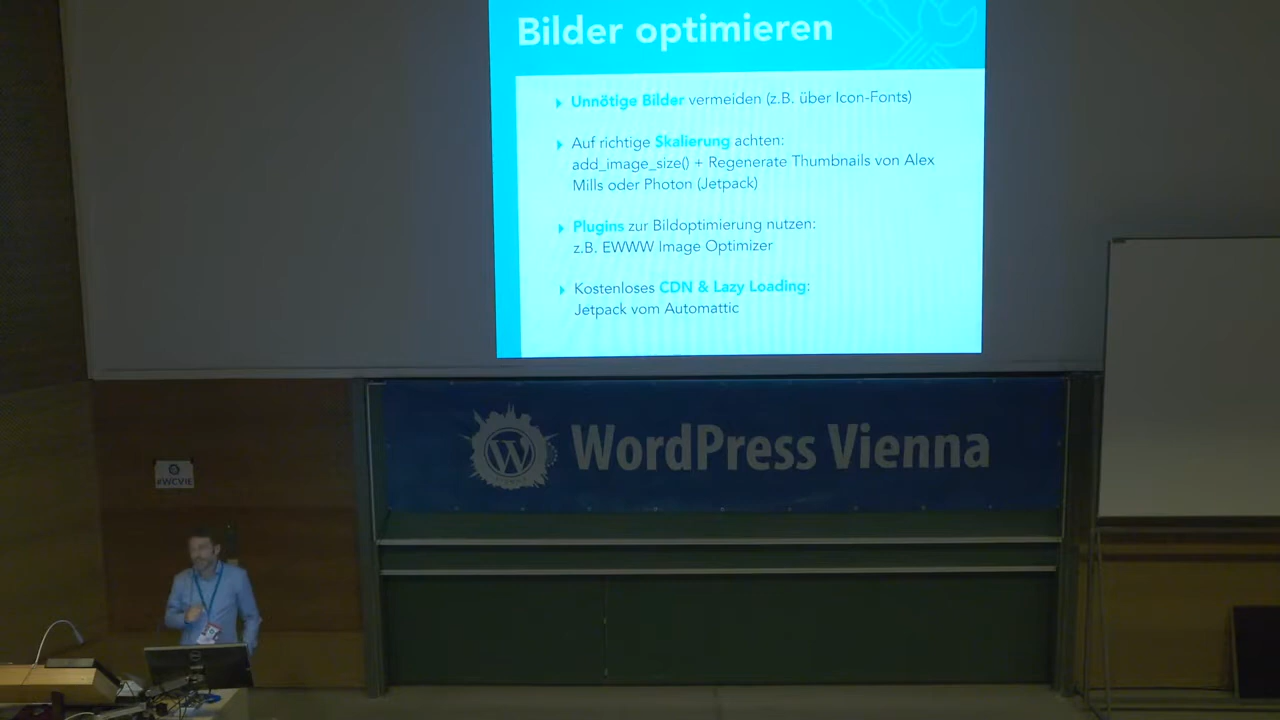 Bilder optimieren
Unnötige Bilder vermeiden (z.B. über Icon-Fonts)
Auf richtige Skalierung achten:
add_image_size() + Regenerate Thumbnails von Alex
Mills oder Photon (Jetpack)
Plugins zur Bildoptimierung nutzen:
z.B. EWWW Image Optimizer
Kostenloses CDN & Lazy Loading:
Jetpack vom Automattic
WordPress Vienna
#WCVIE